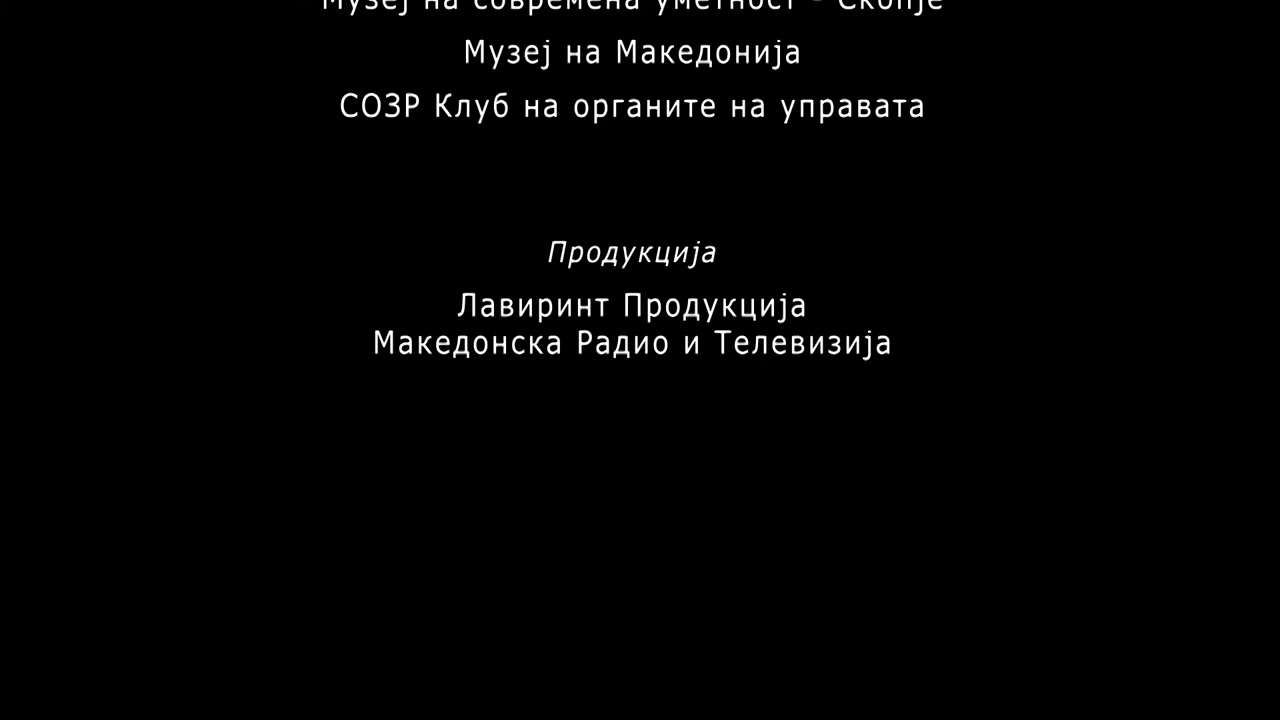 Музеј на современа уметност - Скопје
Музеј на Македонија
СОЗР Клуб на органите на управата
Продукција
Лавиринт Продукција
Македонска Радио и Телевизија